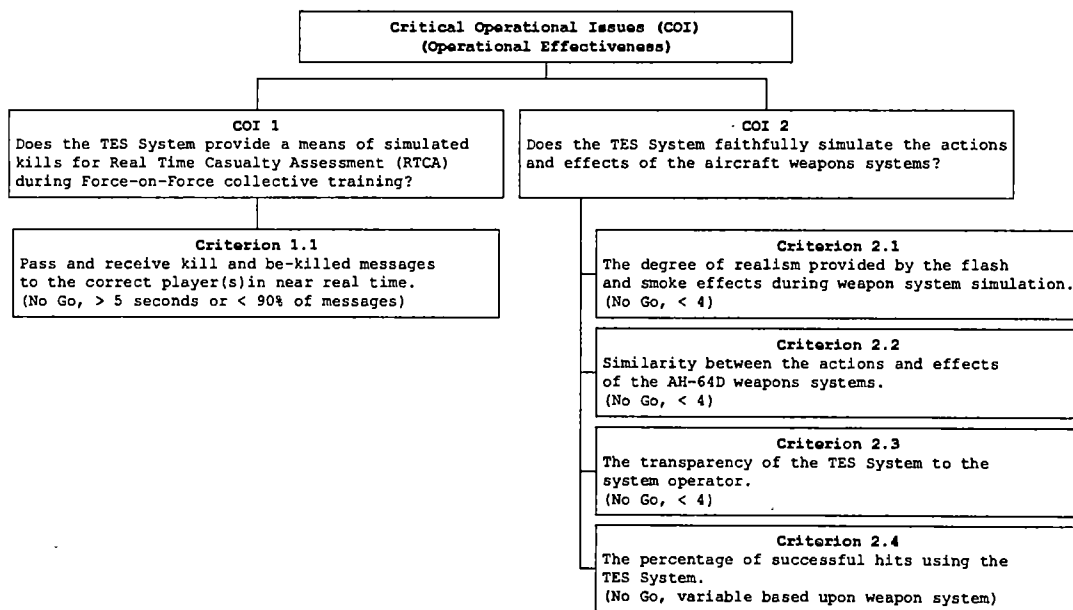 Critical Operational Issues (COI)
(Operational Effectiveness)
COI 1
Does the TES System provide a means of simulated
kills for Real Time Casualty Assessment (RTCA)
during Force-on-Force collective training?
COI 2
Does the TES System faithfully simulate the actions
and effects of the aircraft weapons systems?
Criterion 1.1
Pass and receive kill and be-killed messages
to the correct player(s)in near real time.
(No Go, > 5 seconds or < 90% of messages)
Criterion 2.1
The degree of realism provided by the flash
and smoke effects during weapon system simulation.
(No Go, < 4)
Criterion 2.2
Similarity between the actions and effects
of the AH-64D weapons systems.
(No Go, < 4)
Criterion 2.3
The transparency of the TES System to the
system operator.
(No Go, < 4)
Criterion 2.4
The percentage of successful hits using the
TES System.
(No Go, variable based upon weapon system)